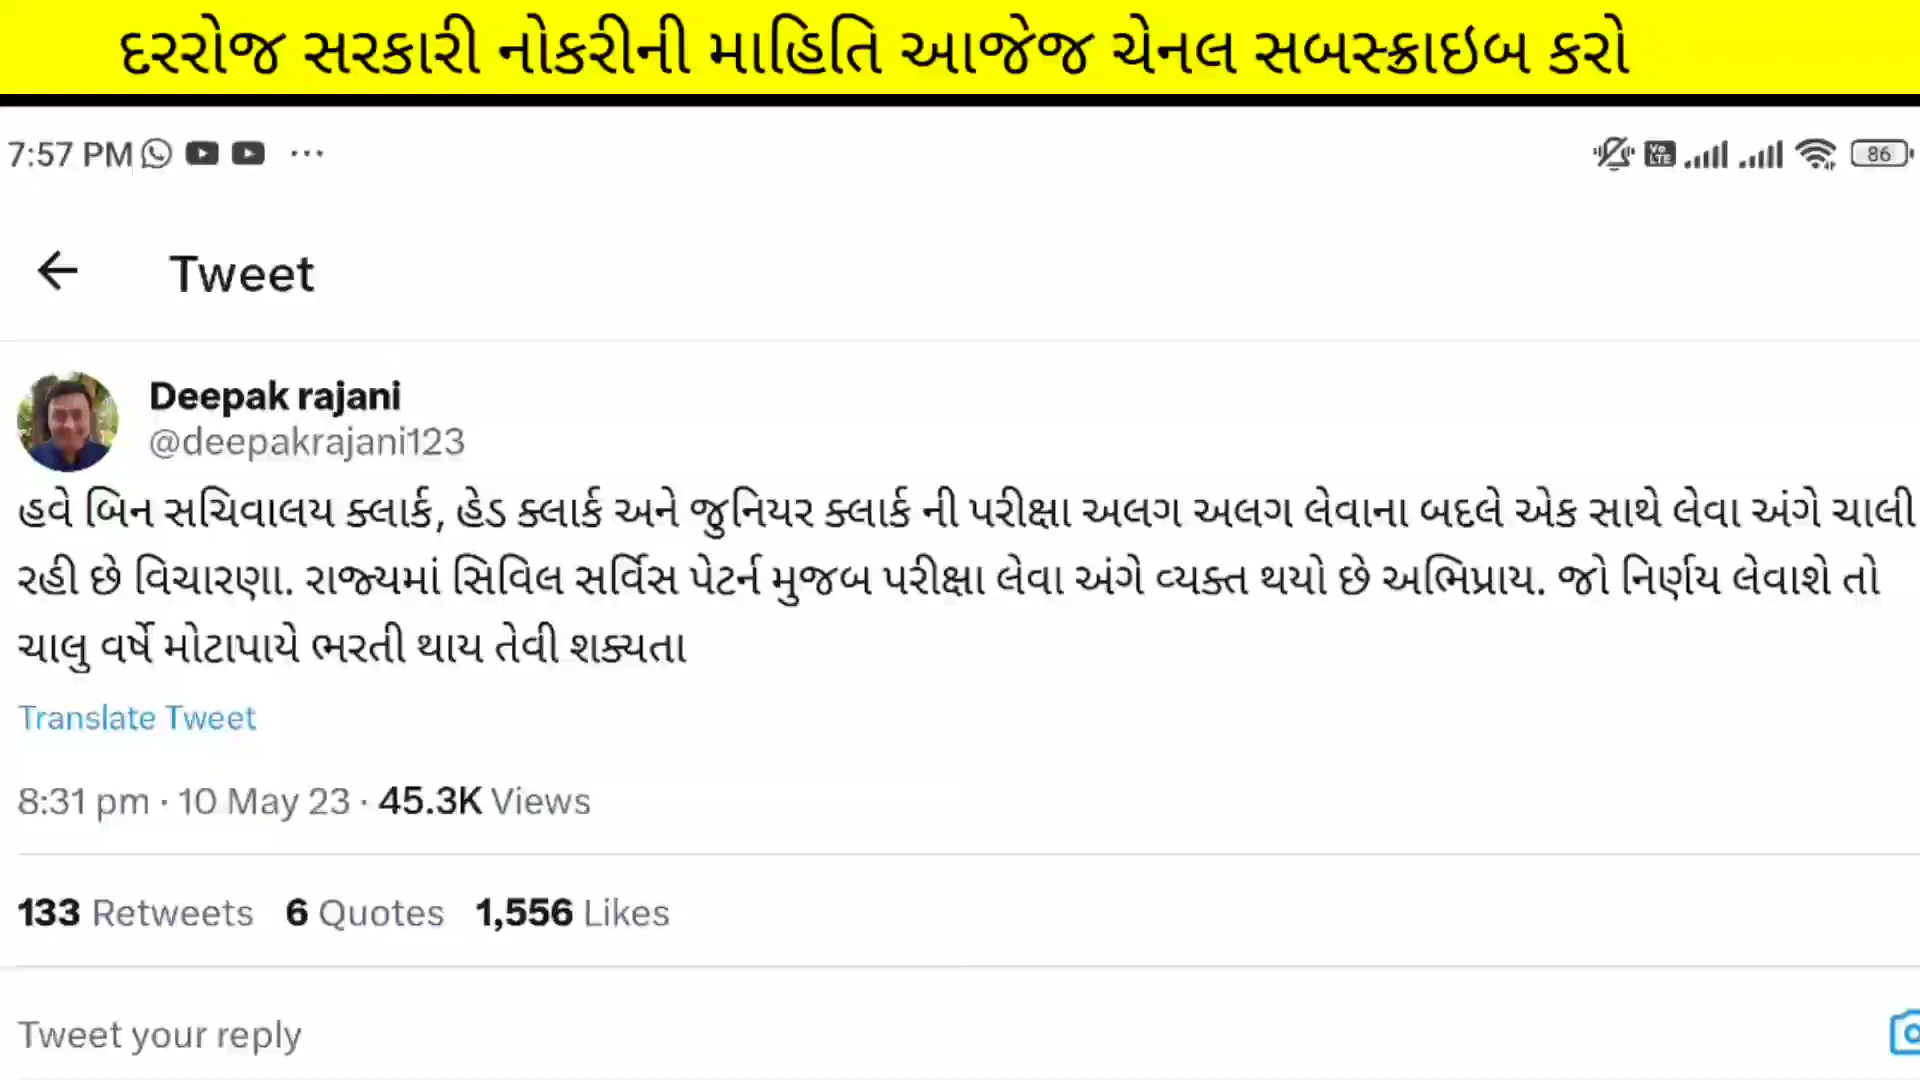 દરરોજ સરકારી નોકરીની માહિતિ આજેજ ચેનલ સબસ્ક્રાઇબ કરો
7:57 PM ... Vo LTE 86
Tweet
Deepak rajani
@deepakrajani123
હવે બિન સચિવાલય ક્લાર્ક, હેડ ક્લાર્ક અને જુનિયર ક્લાર્ક ની પરીક્ષા અલગ અલગ લેવાના બદલે એક સાથે લેવા અંગે ચાલી
રહી છે વિચારણા. રાજ્યમાં સિવિલ સર્વિસ પેટર્ન મુજબ પરીક્ષા લેવા અંગે વ્યક્ત થયો છે અભિપ્રાય. જો નિર્ણય લેવાશે તો
ચાલુ વર્ષે મોટાપાયે ભરતી થાય તેવી શક્યતા
Translate Tweet
8:31 pm · 10 May 23 · 45.3K Views
133 Retweets 6 Quotes 1,556 Likes
Tweet your reply